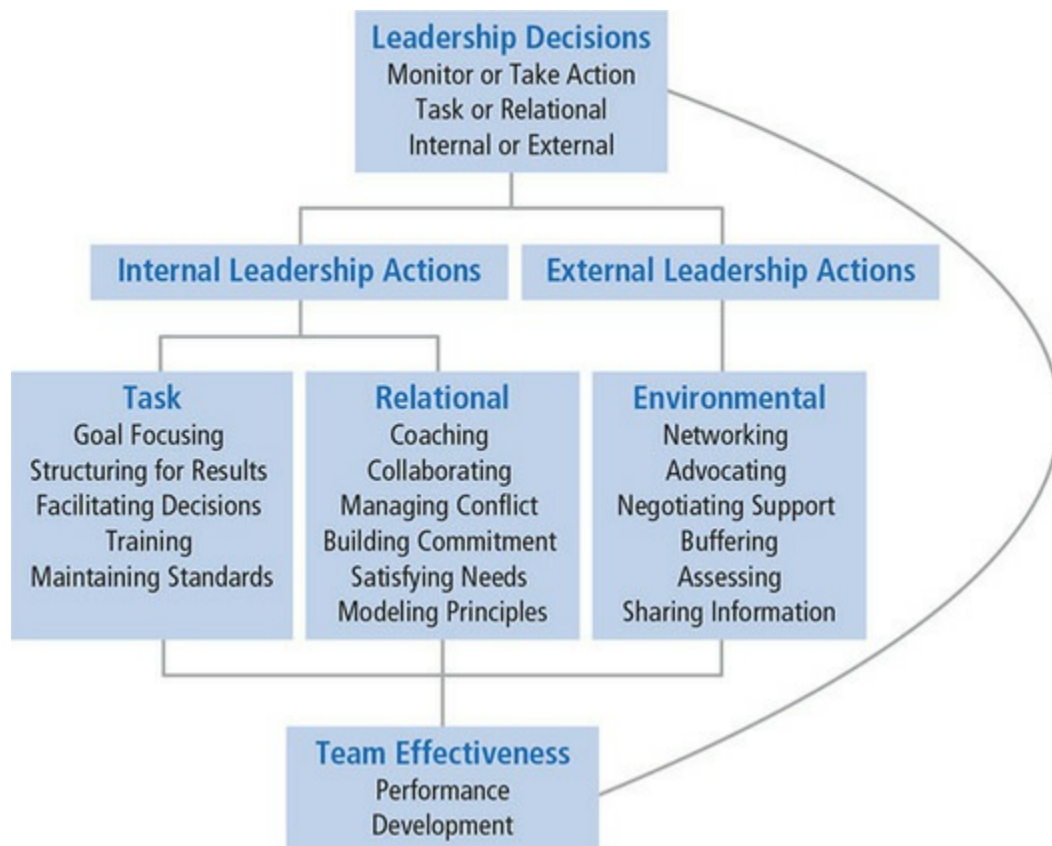 Leadership Decisions
Monitor or Take Action
Task or Relational
Internal or External
Internal Leadership Actions
External Leadership Actions
Task
Goal Focusing
Structuring for Results
Facilitating Decisions
Training
Maintaining Standards
Relational
Coaching
Collaborating
Managing Conflict
Building Commitment
Satisfying Needs
Modeling Principles
Environmental
Networking
Advocating
Negotiating Support
Buffering
Assessing
Sharing Information
Team Effectiveness
Performance
Development